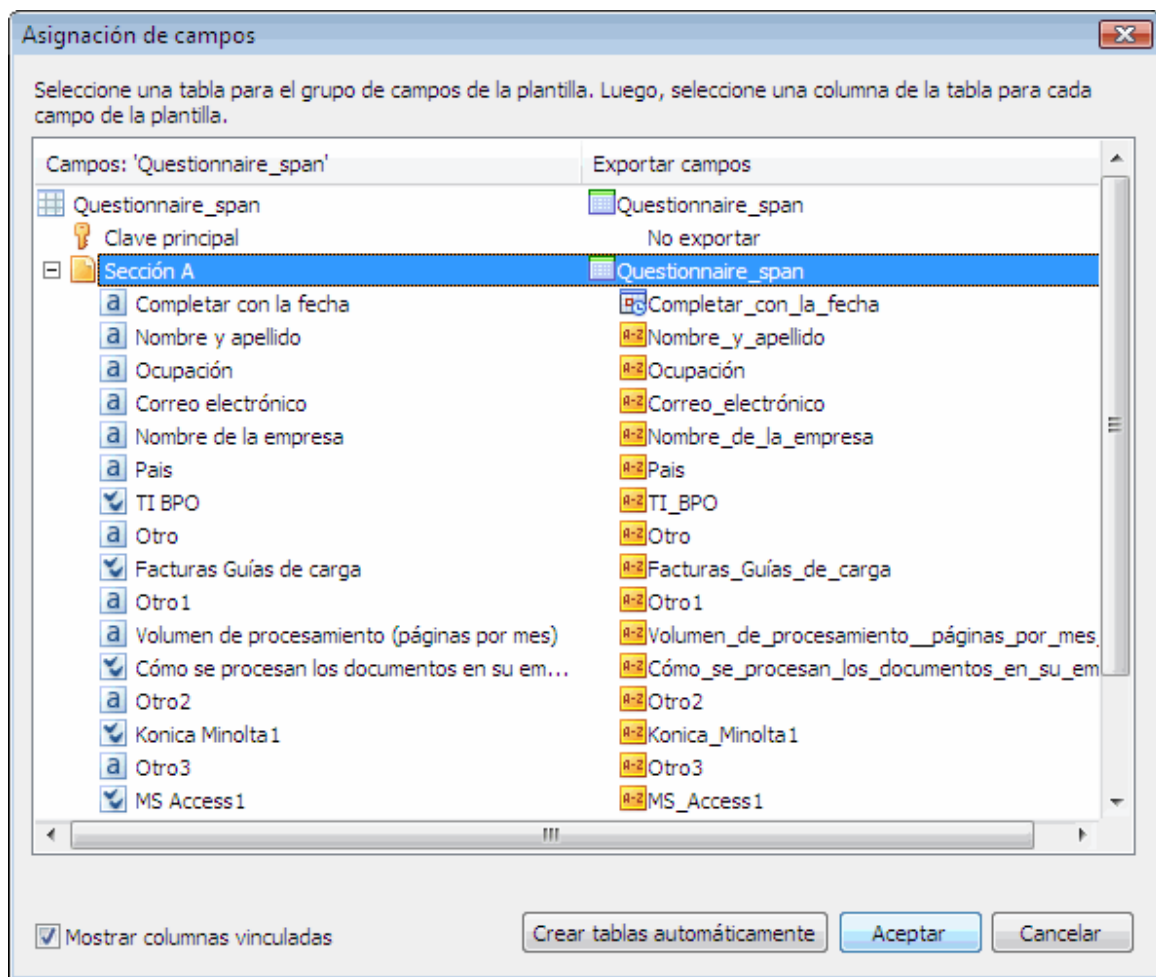 Asignación de campos
Seleccione una tabla para el grupo de campos de la plantilla. Luego, seleccione una columna de la tabla para cada
campo de la plantilla.
Campos: 'Questionnaire_span' Exportar campos
Questionnaire_span Questionnaire_span
Clave principal No exportar
Sección A Questionnaire_span
a Completar con la fecha Completar_con_la_fecha
a Nombre y apellido A-Z Nombre_y_apellido
a Ocupación A-Z Ocupación
a Correo electrónico A-Z Correo_electrónico
a Nombre de la empresa A-Z Nombre_de_la_empresa
a Pais A-Z Pais
TI BPO A-Z TI_BPO
a Otro A-Z Otro
Facturas Guías de carga A-Z Facturas_Guías_de_carga
a Otro1 A-Z Otro1
a Volumen de procesamiento (páginas por mes) A-Z Volumen_de_procesamiento__páginas_por_mes_
Cómo se procesan los documentos en su em... A-Z Cómo_se_procesan_los_documentos_en_su_em
a Otro2 A-Z Otro2
Konica Minolta1 A-Z Konica_Minolta1
a Otro3 A-Z Otro3
MS Access1 A-Z MS_Access1
Mostrar columnas vinculadas Crear tablas automáticamente Aceptar Cancelar